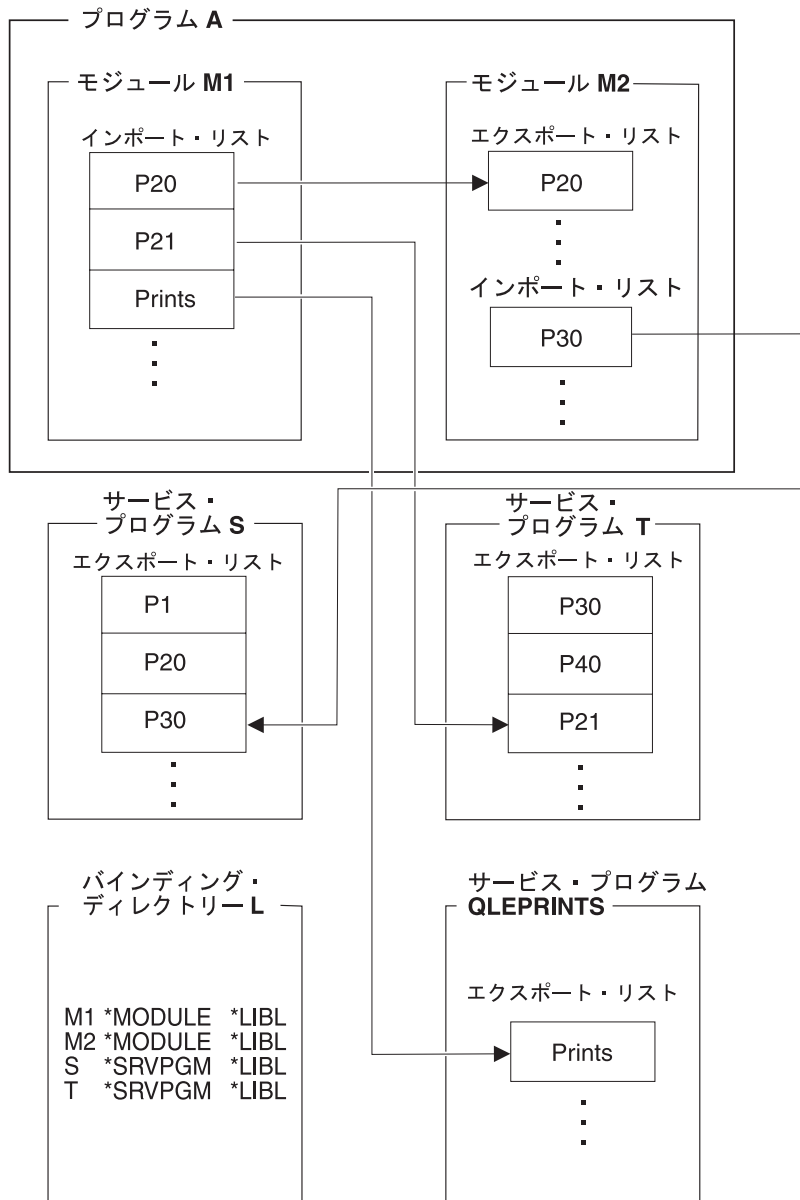 プログラム A
モジュール M1
インポート・リスト
P20
P21
Prints
モジュール M2
エクスポート・リスト
P20
インポート・リスト
P30
サービス・
プログラム S
エクスポート・リスト
P1
P20
P30
サービス・
プログラム T
エクスポート・リスト
P30
P40
P21
バインディング・
ディレクトリー L
M1 *MODULE *LIBL
M2 *MODULE *LIBL
S *SRVPGM *LIBL
T *SRVPGM *LIBL
サービス・プログラム
QLEPRINTS
エクスポート・リスト
Prints